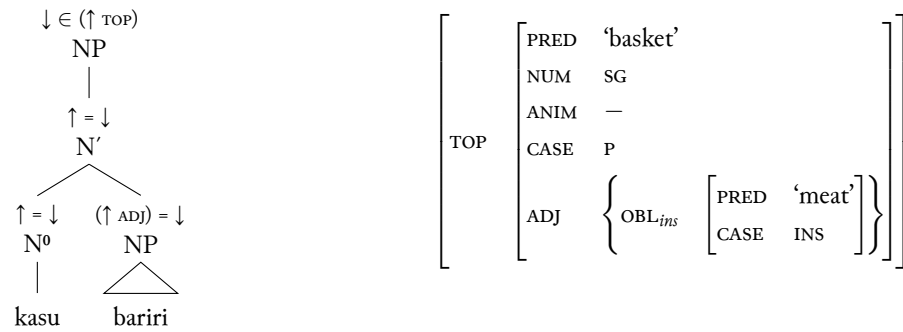 ↓ ∈ (↑ TOP)
NP
↑ = ↓
N′
↑ = ↓ (↑ ADJ) = ↓
N⁰ NP
kasu bariri
TOP
PRED ‘basket’
NUM SG
ANIM —
CASE P
ADJ OBLins
PRED ‘meat’
CASE INS